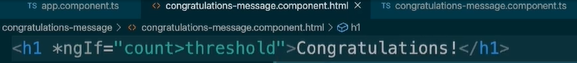 TS app.component.ts <> congratulations-message.component.html × TS congratulations-message.component.ts
congratulations-message > <> congratulations-message.component.html > h1
<h1 *ngIf="count>threshold">Congratulations!</h1>